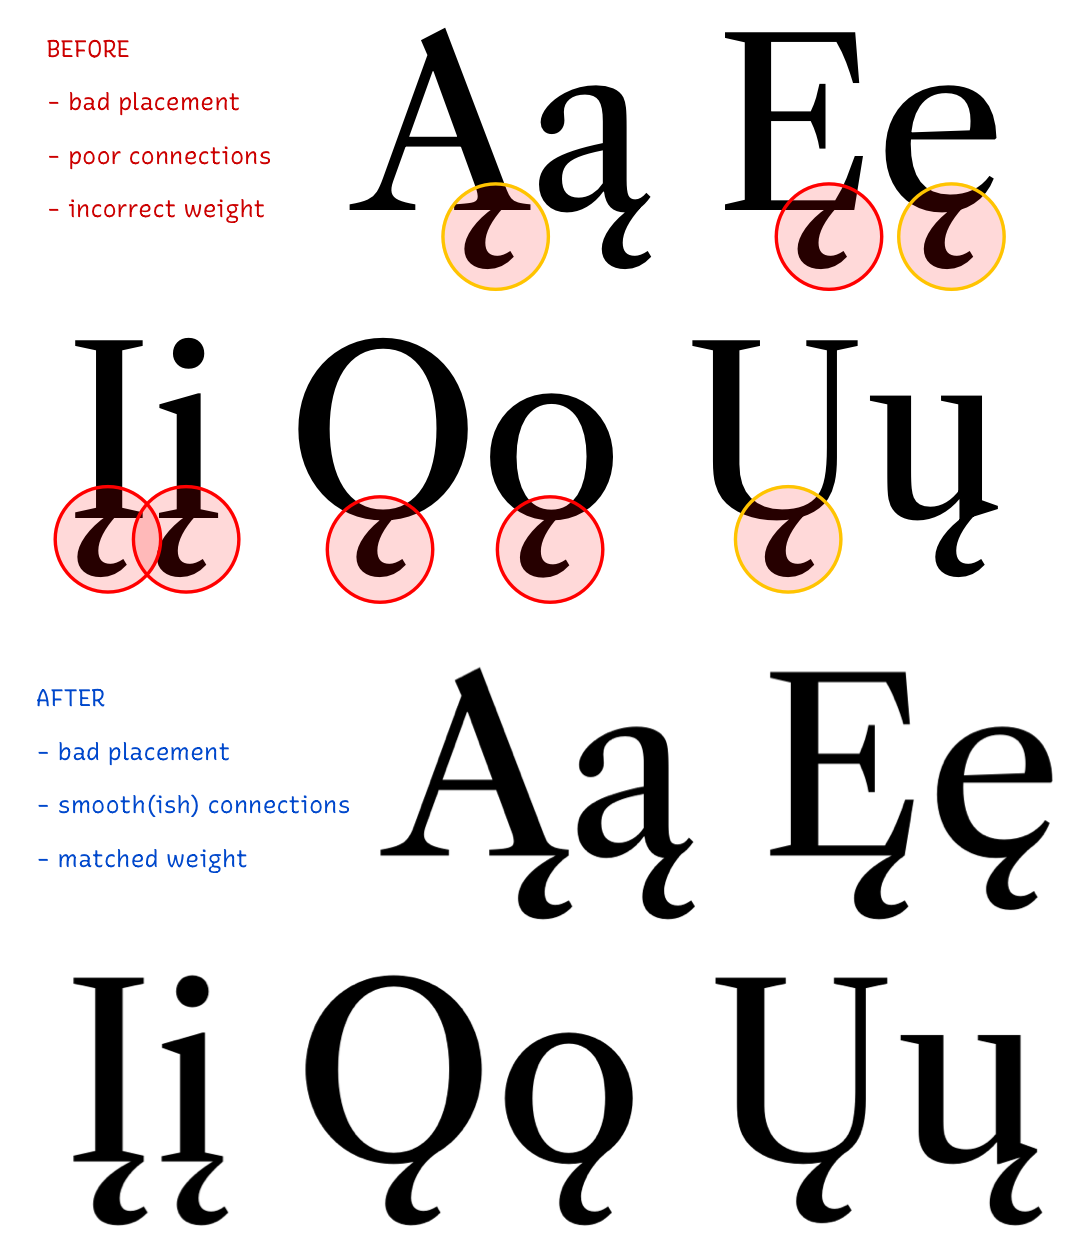 BEFORE
- bad placement
- poor connections
- incorrect weight
Ąą Ęę
Įį Ǫǫ Ųų
AFTER
- bad placement
- smooth(ish) connections
- matched weight
Ąą Ęę
Įį Ǫǫ Ųų